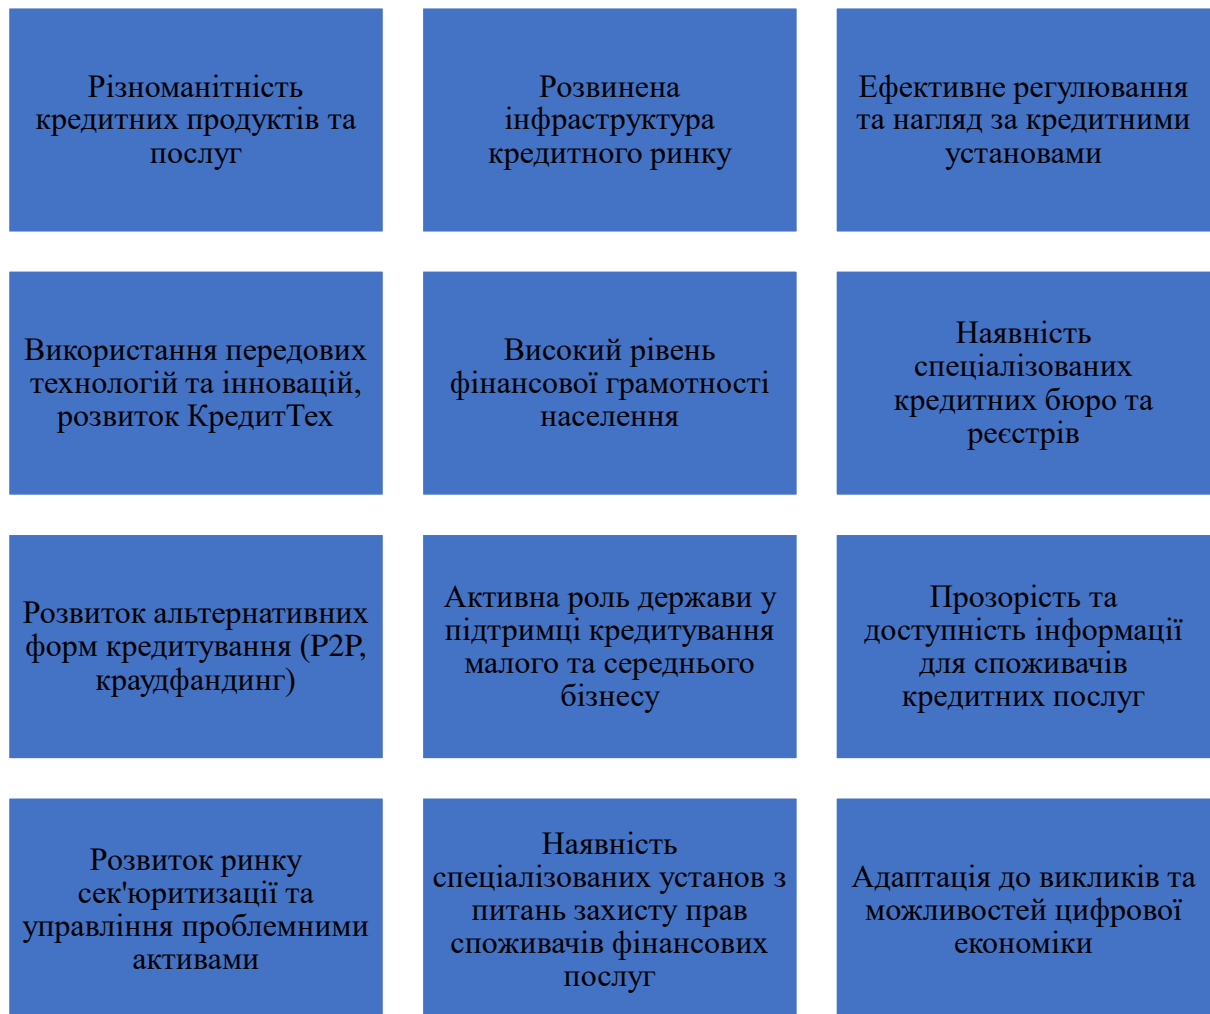 Різноманітність
кредитних продуктів та
послуг
Розвинена
інфраструктура
кредитного ринку
Ефективне регулювання
та нагляд за кредитними
установами
Використання передових
технологій та інновацій,
розвиток КредитТех
Високий рівень
фінансової грамотності
населення
Наявність
спеціалізованих
кредитних бюро та
реєстрів
Розвиток альтернативних
форм кредитування (P2P,
краудфандинг)
Активна роль держави у
підтримці кредитування
малого та середнього
бізнесу
Прозорість та
доступність інформації
для споживачів
кредитних послуг
Розвиток ринку
сек'юритизації та
управління проблемними
активами
Наявність
спеціалізованих установ з
питань захисту прав
споживачів фінансових
послуг
Адаптація до викликів та
можливостей цифрової
економіки